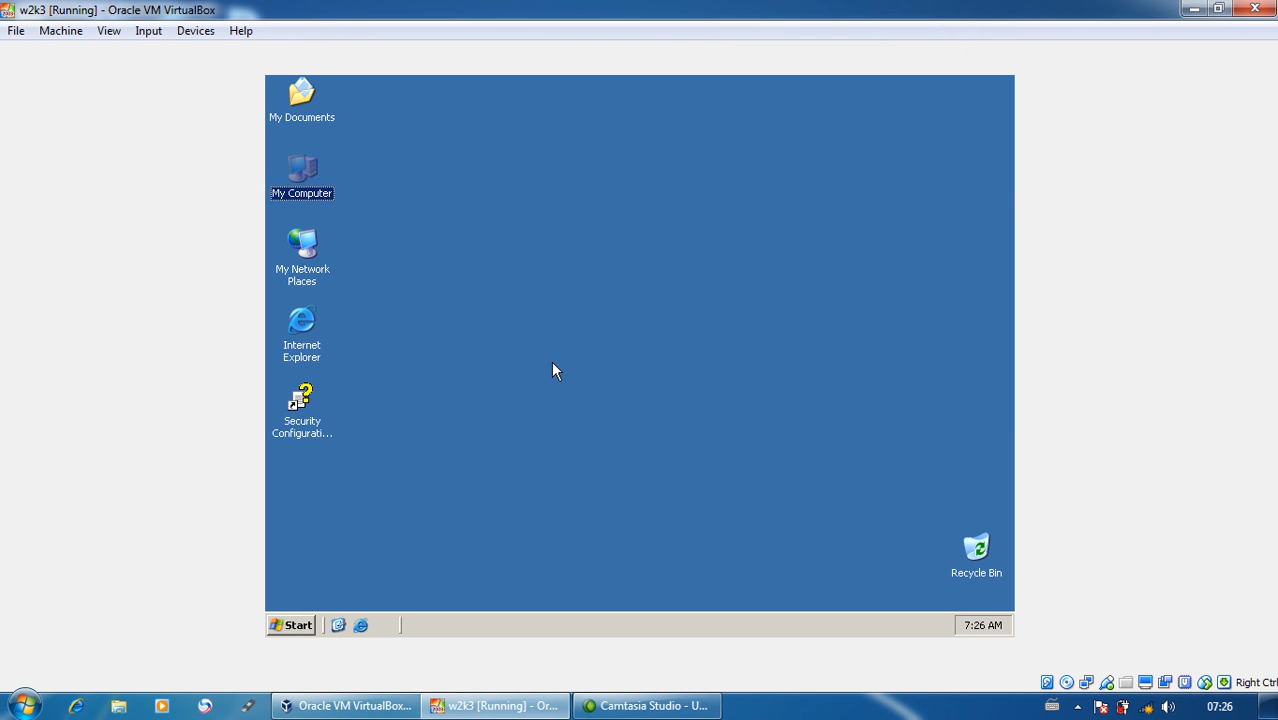 w2k3 [Running] - Oracle VM VirtualBox
File Machine View Input Devices Help
My Documents
My Computer
My Network
Places
Internet
Explorer
Security
Configurati...
Recycle Bin
Start
7:26 AM
Right Ctrl
Oracle VM VirtualBox...
w2k3 [Running] - Or...
Camtasia Studio - U...
07:26